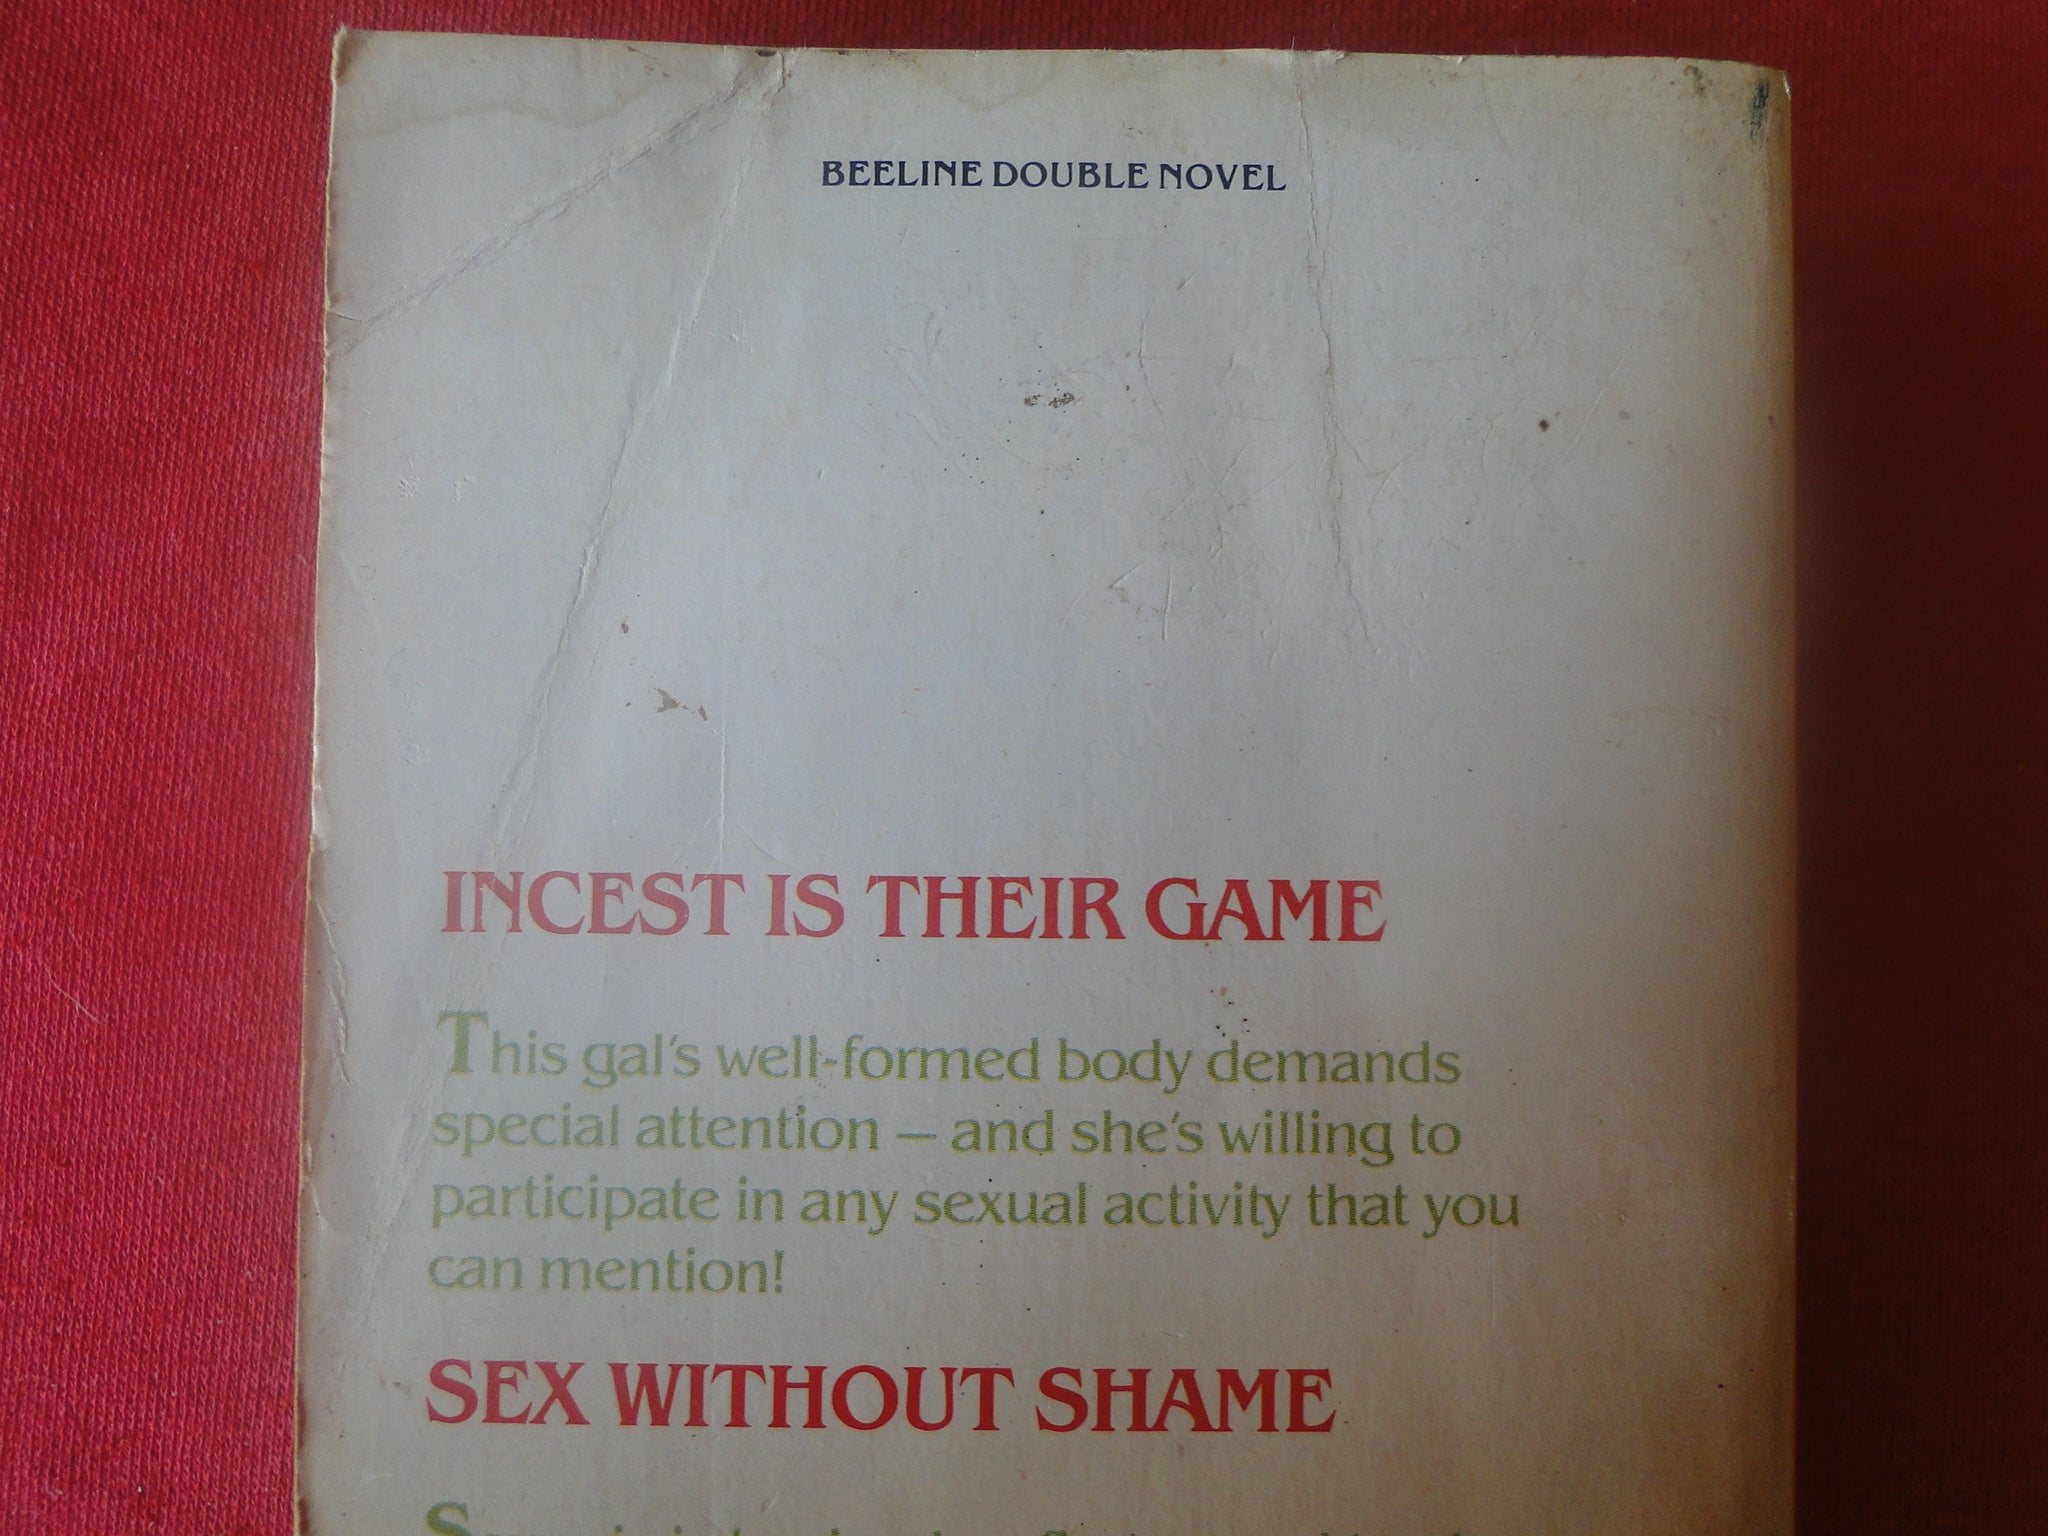 BEELINE DOUBLE NOVEL
INCEST IS THEIR GAME
This gal's well-formed body demands
special attention — and she's willing to
participate in any sexual activity that you
can mention!
SEX WITHOUT SHAME